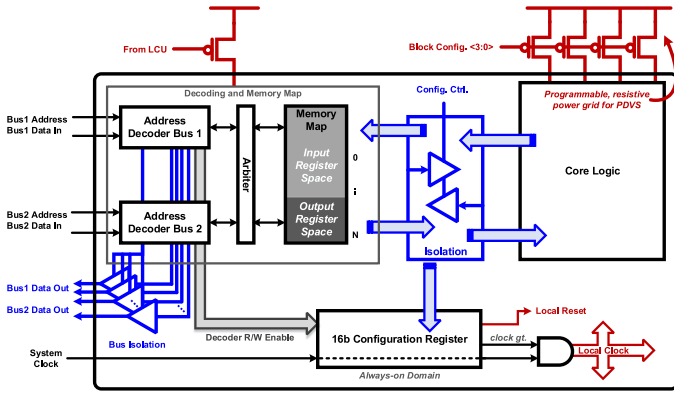 From LCU
Block Config. <3:0>
Decoding and Memory Map
Config. Ctrl.
Programmable, resistive
power grid for PDVS
Bus1 Address
Bus1 Data In
Address
Decoder Bus 1
Arbiter
Memory
Map
Input
Register
Space
0
Output
Register
Space
N
Core Logic
Bus2 Address
Bus2 Data In
Address
Decoder Bus 2
Isolation
Bus1 Data Out
Bus2 Data Out
Bus Isolation
Decoder R/W Enable
16b Configuration Register
Local Reset
clock gt.
Local Clock
System
Clock
Always-on Domain